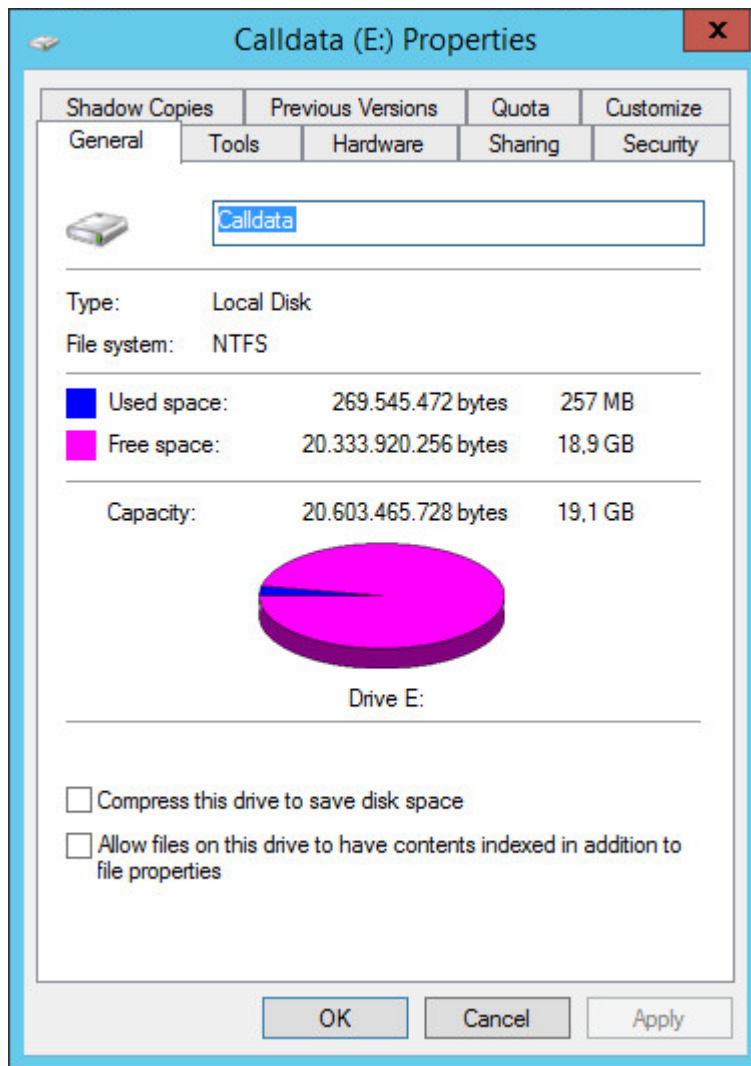 Calldata (E:) Properties
x
Shadow Copies Previous Versions Quota Customize
General Tools Hardware Sharing Security
Calldata
Type: Local Disk
File system: NTFS
Used space: 269.545.472 bytes 257 MB
Free space: 20.333.920.256 bytes 18,9 GB
Capacity: 20.603.465.728 bytes 19,1 GB
Drive E:
Compress this drive to save disk space
Allow files on this drive to have contents indexed in addition to
file properties
OK Cancel Apply